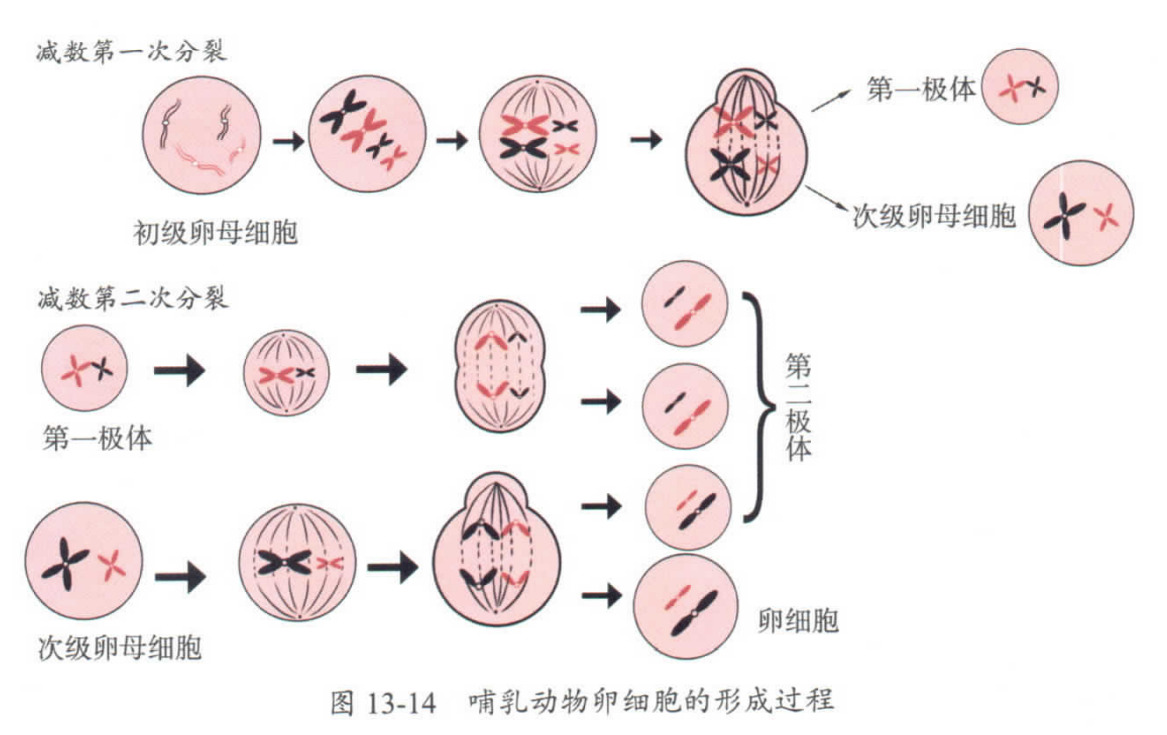 减数第一次分裂
第一极体
初级卵母细胞
次级卵母细胞
减数第二次分裂
第一极体
第二极体
次级卵母细胞
卵细胞
图 13-14 哺乳动物卵细胞的形成过程